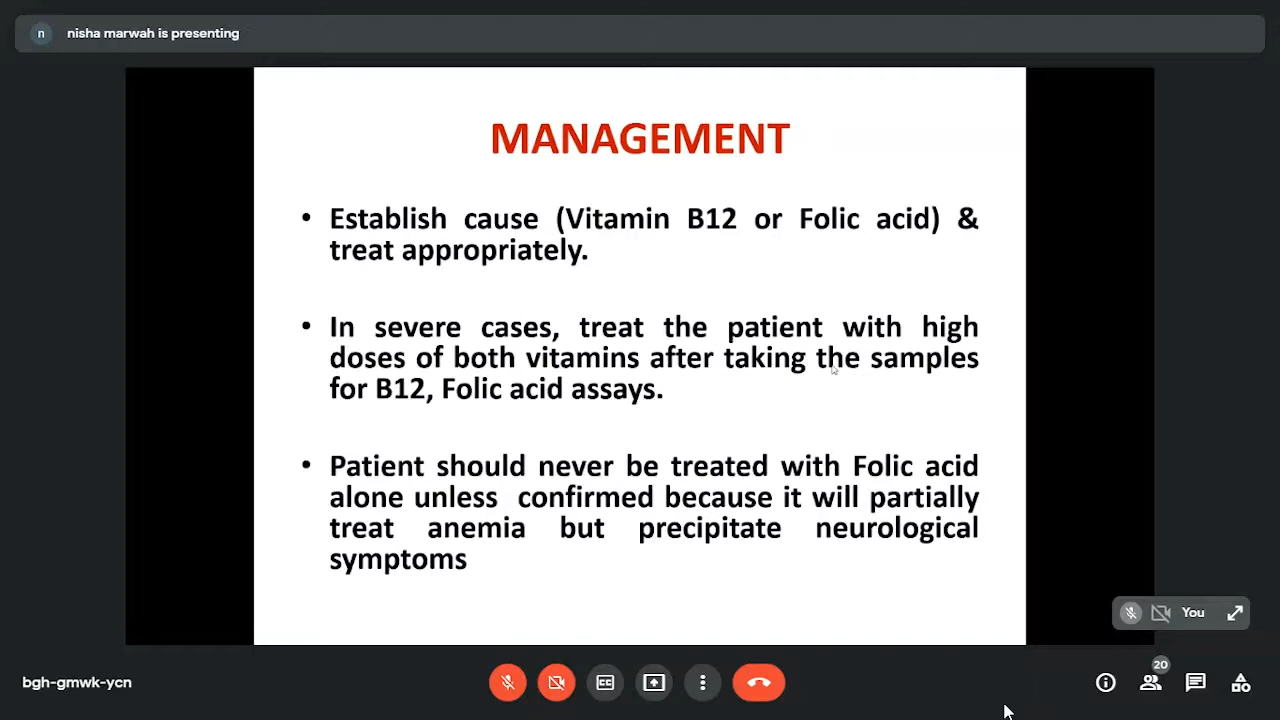 n
nisha marwah is presenting
MANAGEMENT
• Establish cause (Vitamin B12 or Folic acid) &
treat appropriately.
• In severe cases, treat the patient with high
doses of both vitamins after taking the samples
for B12, Folic acid assays.
• Patient should never be treated with Folic acid
alone unless confirmed because it will partially
treat anemia but precipitate neurological
symptoms
You
bgh-gmwk-ycn
CC
20